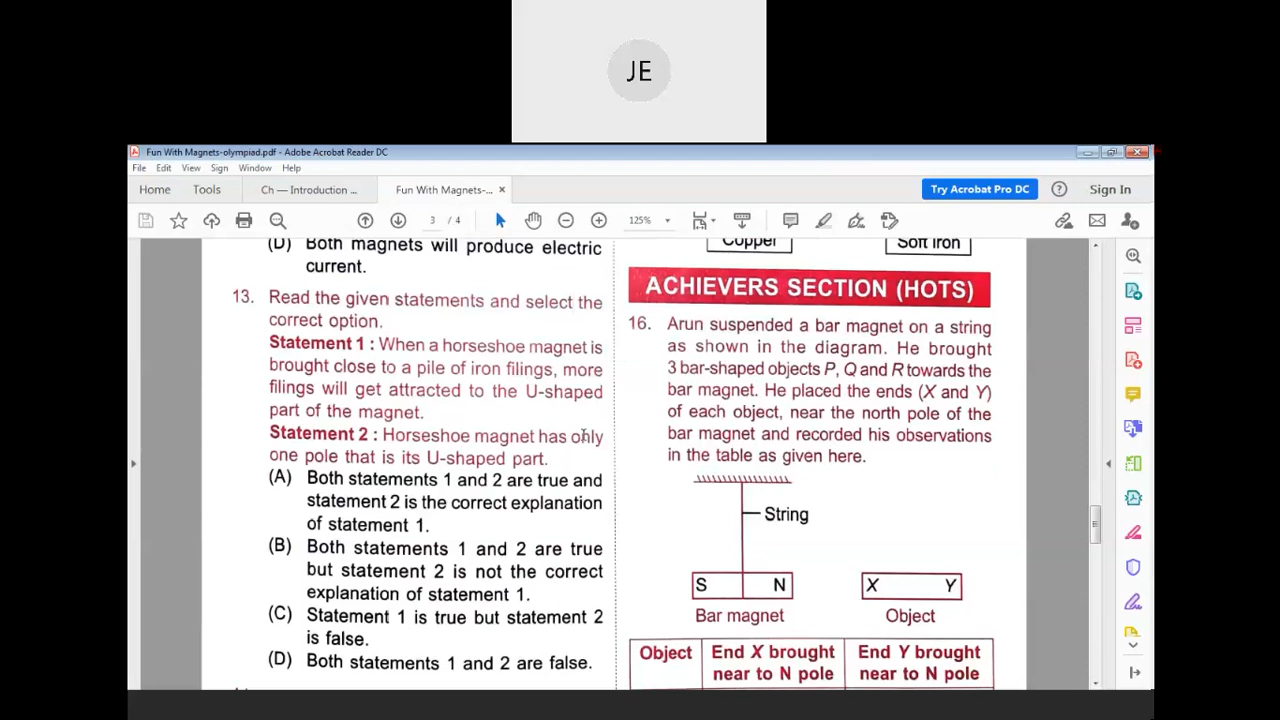 JE
Fun With Magnets-olympiad.pdf - Adobe Acrobat Reader DC
File Edit View Sign Window Help
Home Tools Ch — Introduction ... Fun With Magnets-... × Try Acrobat Pro DC Sign In
3 / 4 125%
(D) Both magnets will produce electric
current.
13. Read the given statements and select the
correct option.
Statement 1 : When a horseshoe magnet is
brought close to a pile of iron filings, more
filings will get attracted to the U-shaped
part of the magnet.
Statement 2 : Horseshoe magnet has only
one pole that is its U-shaped part.
(A) Both statements 1 and 2 are true and
statement 2 is the correct explanation
of statement 1.
(B) Both statements 1 and 2 are true
but statement 2 is not the correct
explanation of statement 1.
(C) Statement 1 is true but statement 2
is false.
(D) Both statements 1 and 2 are false.
Copper Soft iron
ACHIEVERS SECTION (HOTS)
16. Arun suspended a bar magnet on a string
as shown in the diagram. He brought
3 bar-shaped objects P, Q and R towards the
bar magnet. He placed the ends (X and Y)
of each object, near the north pole of the
bar magnet and recorded his observations
in the table as given here.
String
S N X Y
Bar magnet Object
Object End X brought End Y brought
near to N pole near to N pole